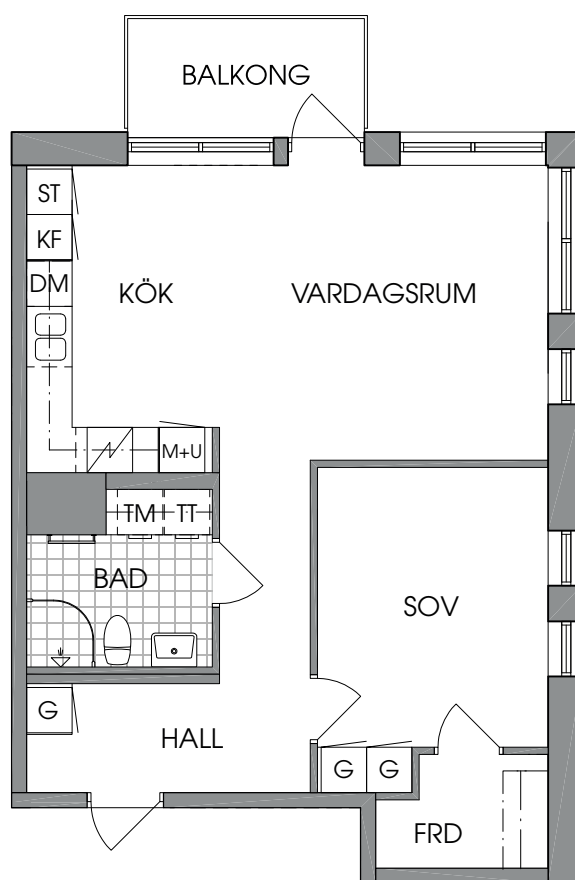 BALKONG
ST
KF
DM
KÖK
VARDAGSRUM
M+U
TM
TT
BAD
SOV
G
HALL
G
G
FRD